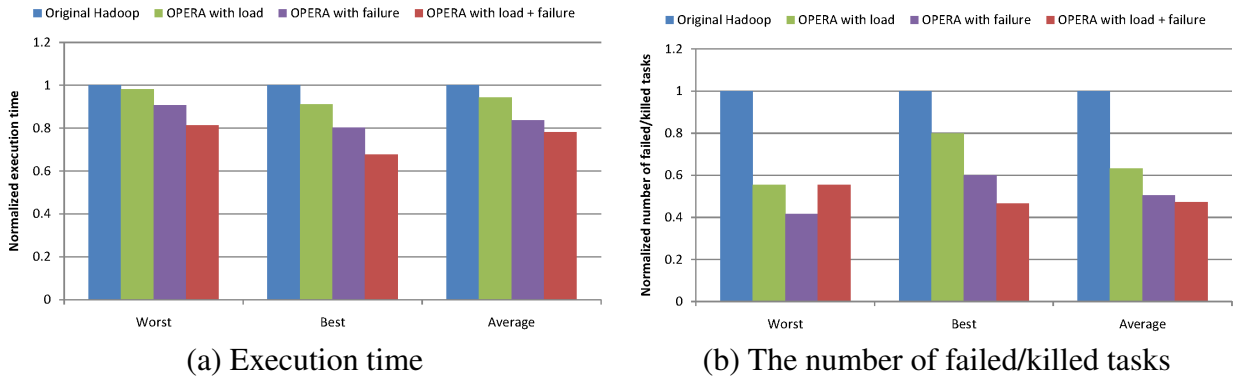 Original Hadoop OPERA with load OPERA with failure OPERA with load + failure
Normalized execution time
1.2
1
0.8
0.6
0.4
0.2
0
Worst Best Average
(a) Execution time
Original Hadoop OPERA with load OPERA with failure OPERA with load + failure
Normalized number of failed/killed tasks
1.2
1
0.8
0.6
0.4
0.2
0
Worst Best Average
(b) The number of failed/killed tasks